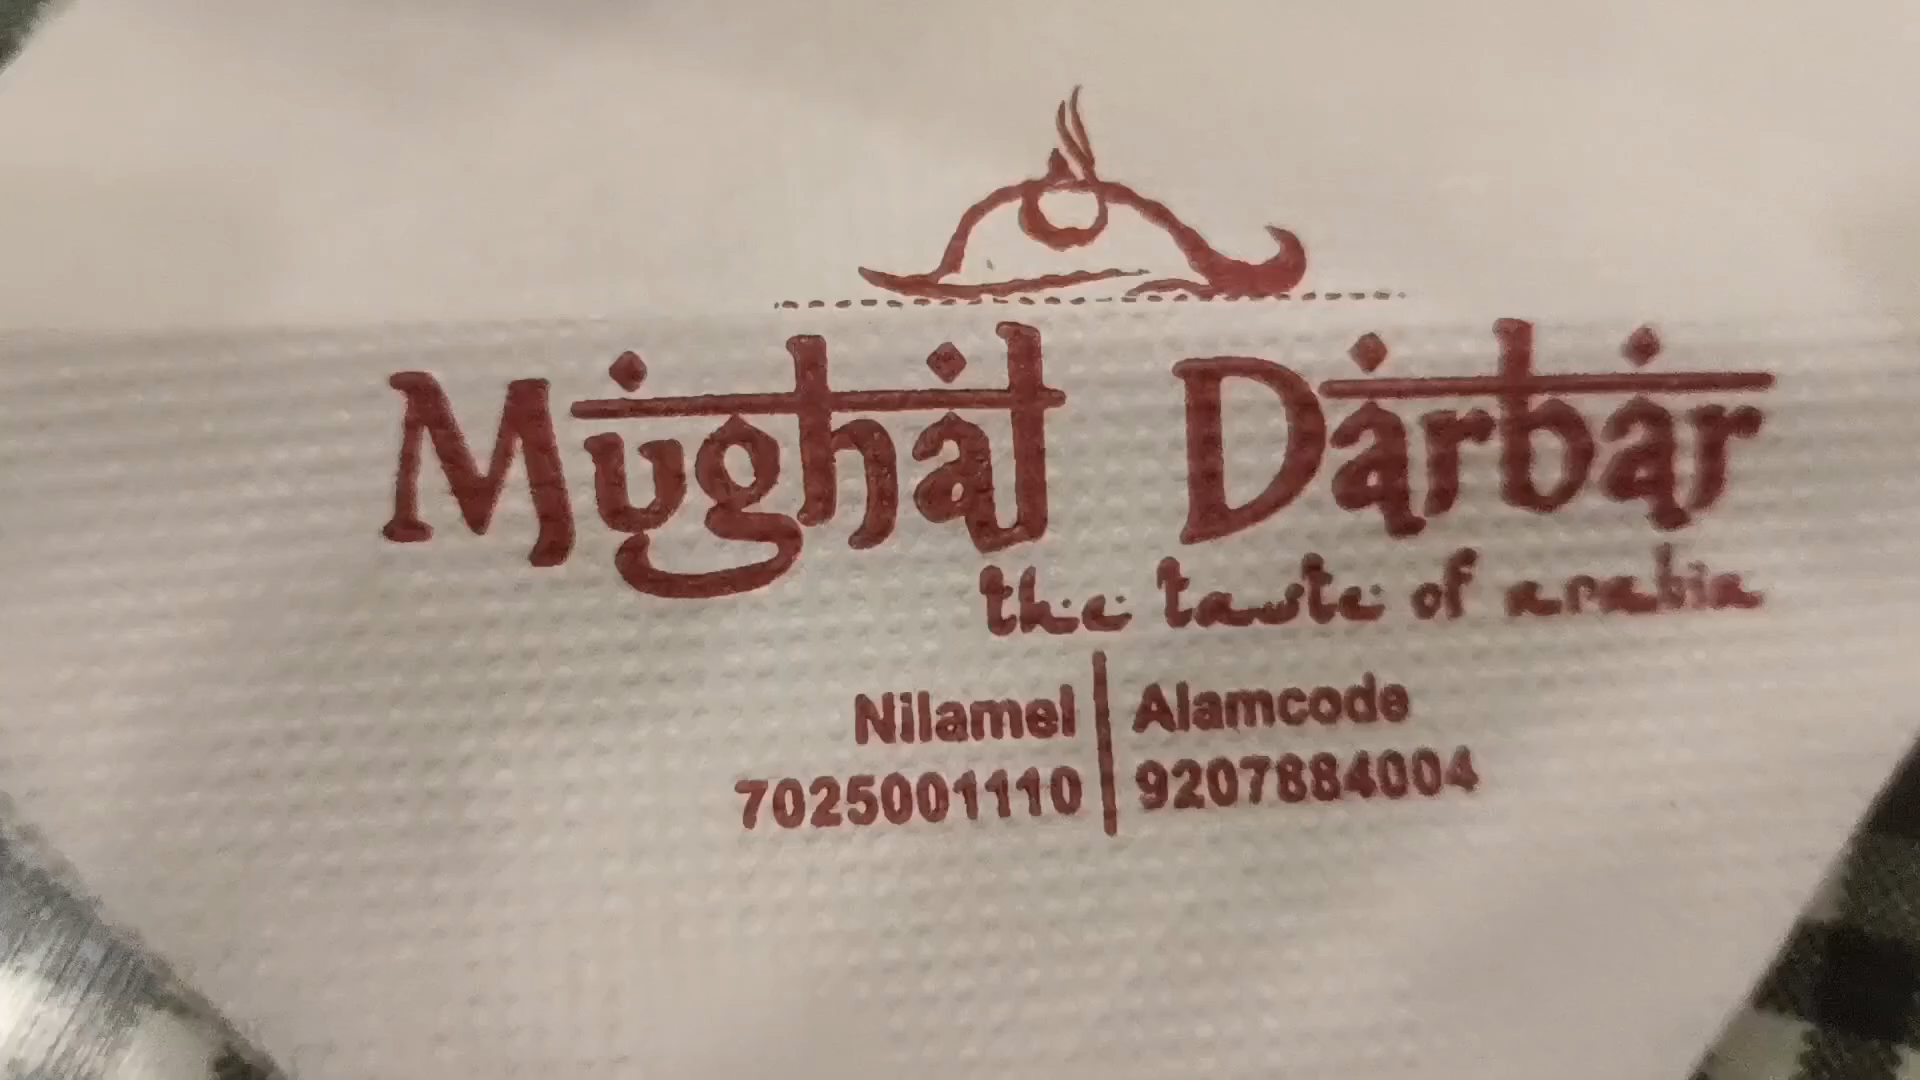 Mughal Darbar
the taste of arabia
Nilamel | Alamcode
7025001110 | 9207884004